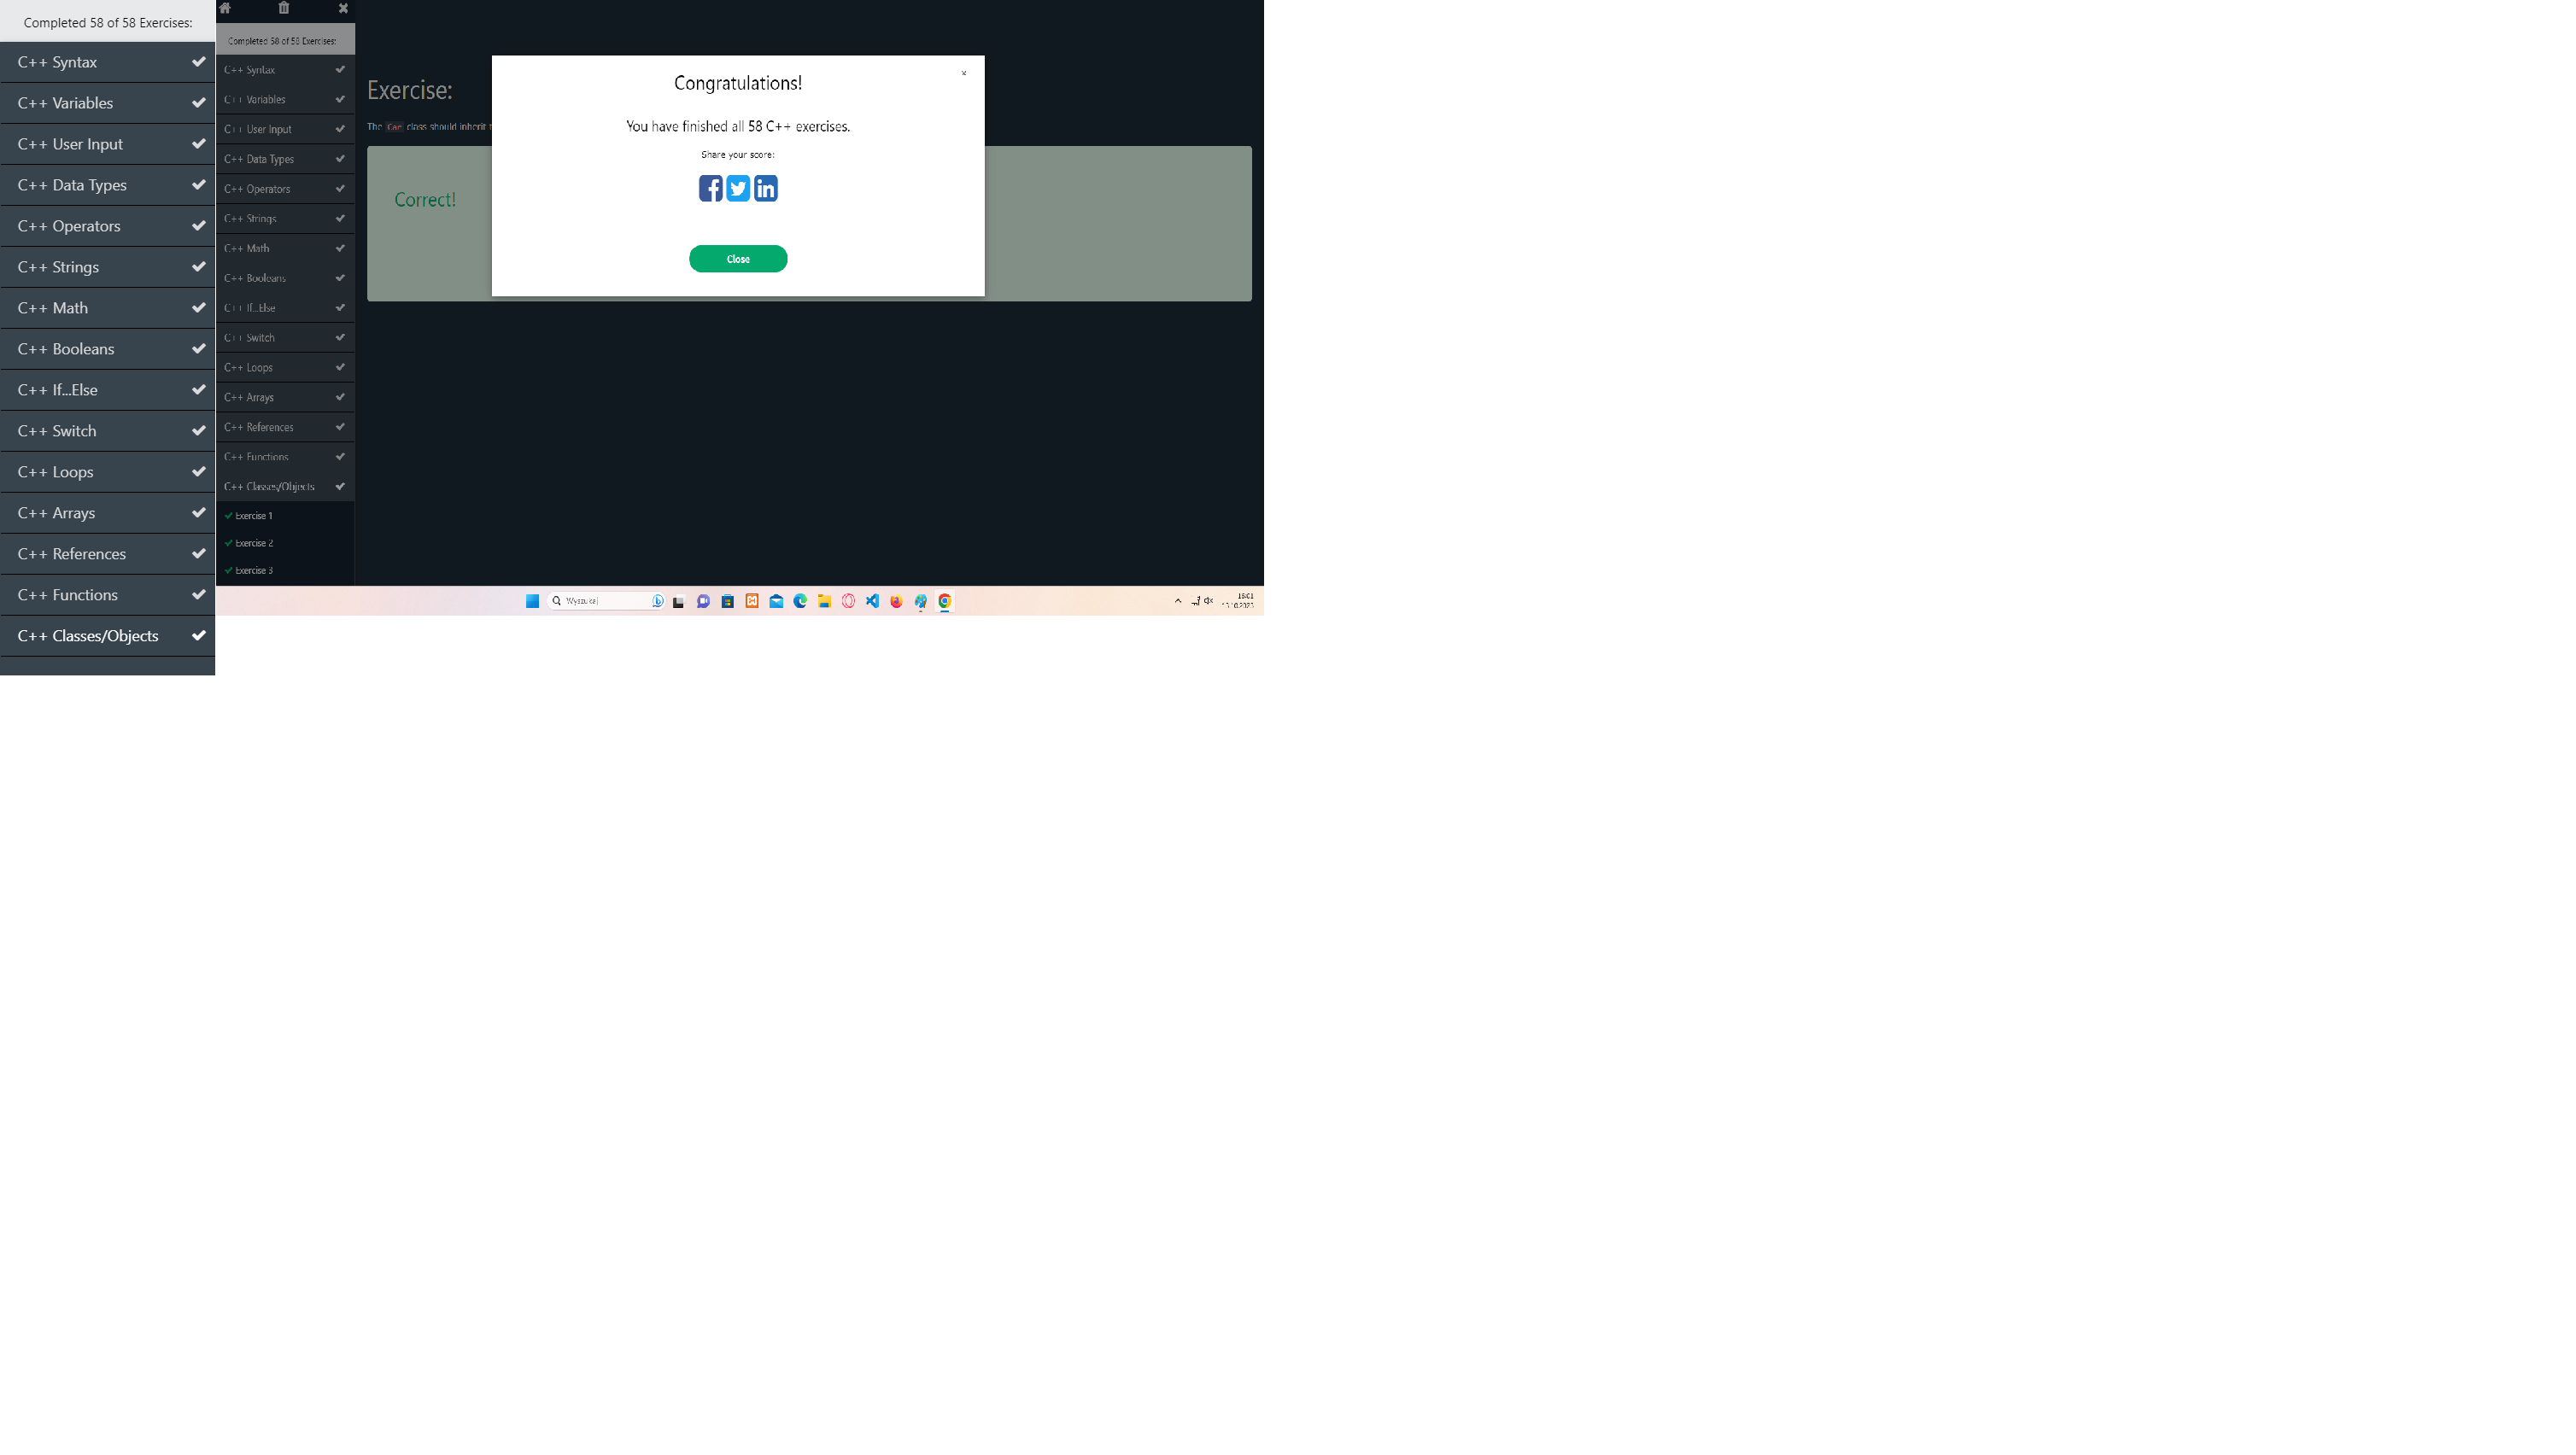 Completed 58 of 58 Exercises:
C++ Syntax
C++ Variables
C++ User Input
C++ Data Types
C++ Operators
C++ Strings
C++ Math
C++ Booleans
C++ If...Else
C++ Switch
C++ Loops
C++ Arrays
C++ References
C++ Functions
C++ Classes/Objects
Completed 58 of 58 Exercises:
C++ Syntax
C++ Variables
C++ User Input
C++ Data Types
C++ Operators
C++ Strings
C++ Math
C++ Booleans
C++ If...Else
C++ Switch
C++ Loops
C++ Arrays
C++ References
C++ Functions
C++ Classes/Objects
Exercise 1
Exercise 2
Exercise 3
Exercise:
The Car class should inherit
Correct!
Congratulations!
×
You have finished all 58 C++ exercises.
Share your score:
Close
Wyszukaj